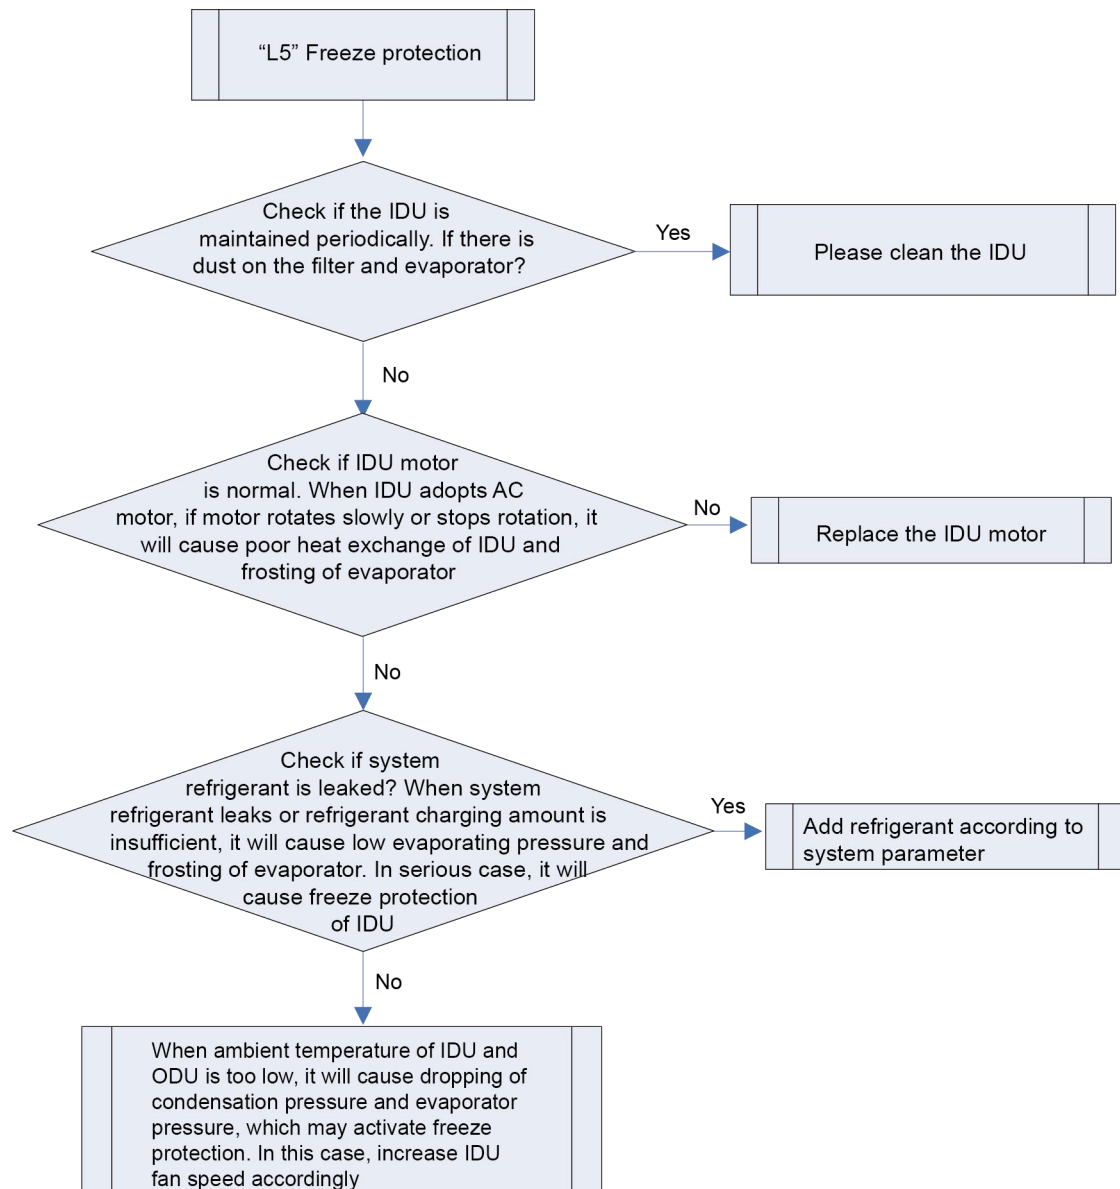 “L5” Freeze protection
Check if the IDU is
maintained periodically. If there is
dust on the filter and evaporator?
Yes
Please clean the IDU
No
Check if IDU motor
is normal. When IDU adopts AC
motor, if motor rotates slowly or stops rotation, it
will cause poor heat exchange of IDU and
frosting of evaporator
No
Replace the IDU motor
No
Check if system
refrigerant is leaked? When system
refrigerant leaks or refrigerant charging amount is
insufficient, it will cause low evaporating pressure and
frosting of evaporator. In serious case, it will
cause freeze protection
of IDU
Yes
Add refrigerant according to
system parameter
No
When ambient temperature of IDU and
ODU is too low, it will cause dropping of
condensation pressure and evaporator
pressure, which may activate freeze
protection. In this case, increase IDU
fan speed accordingly